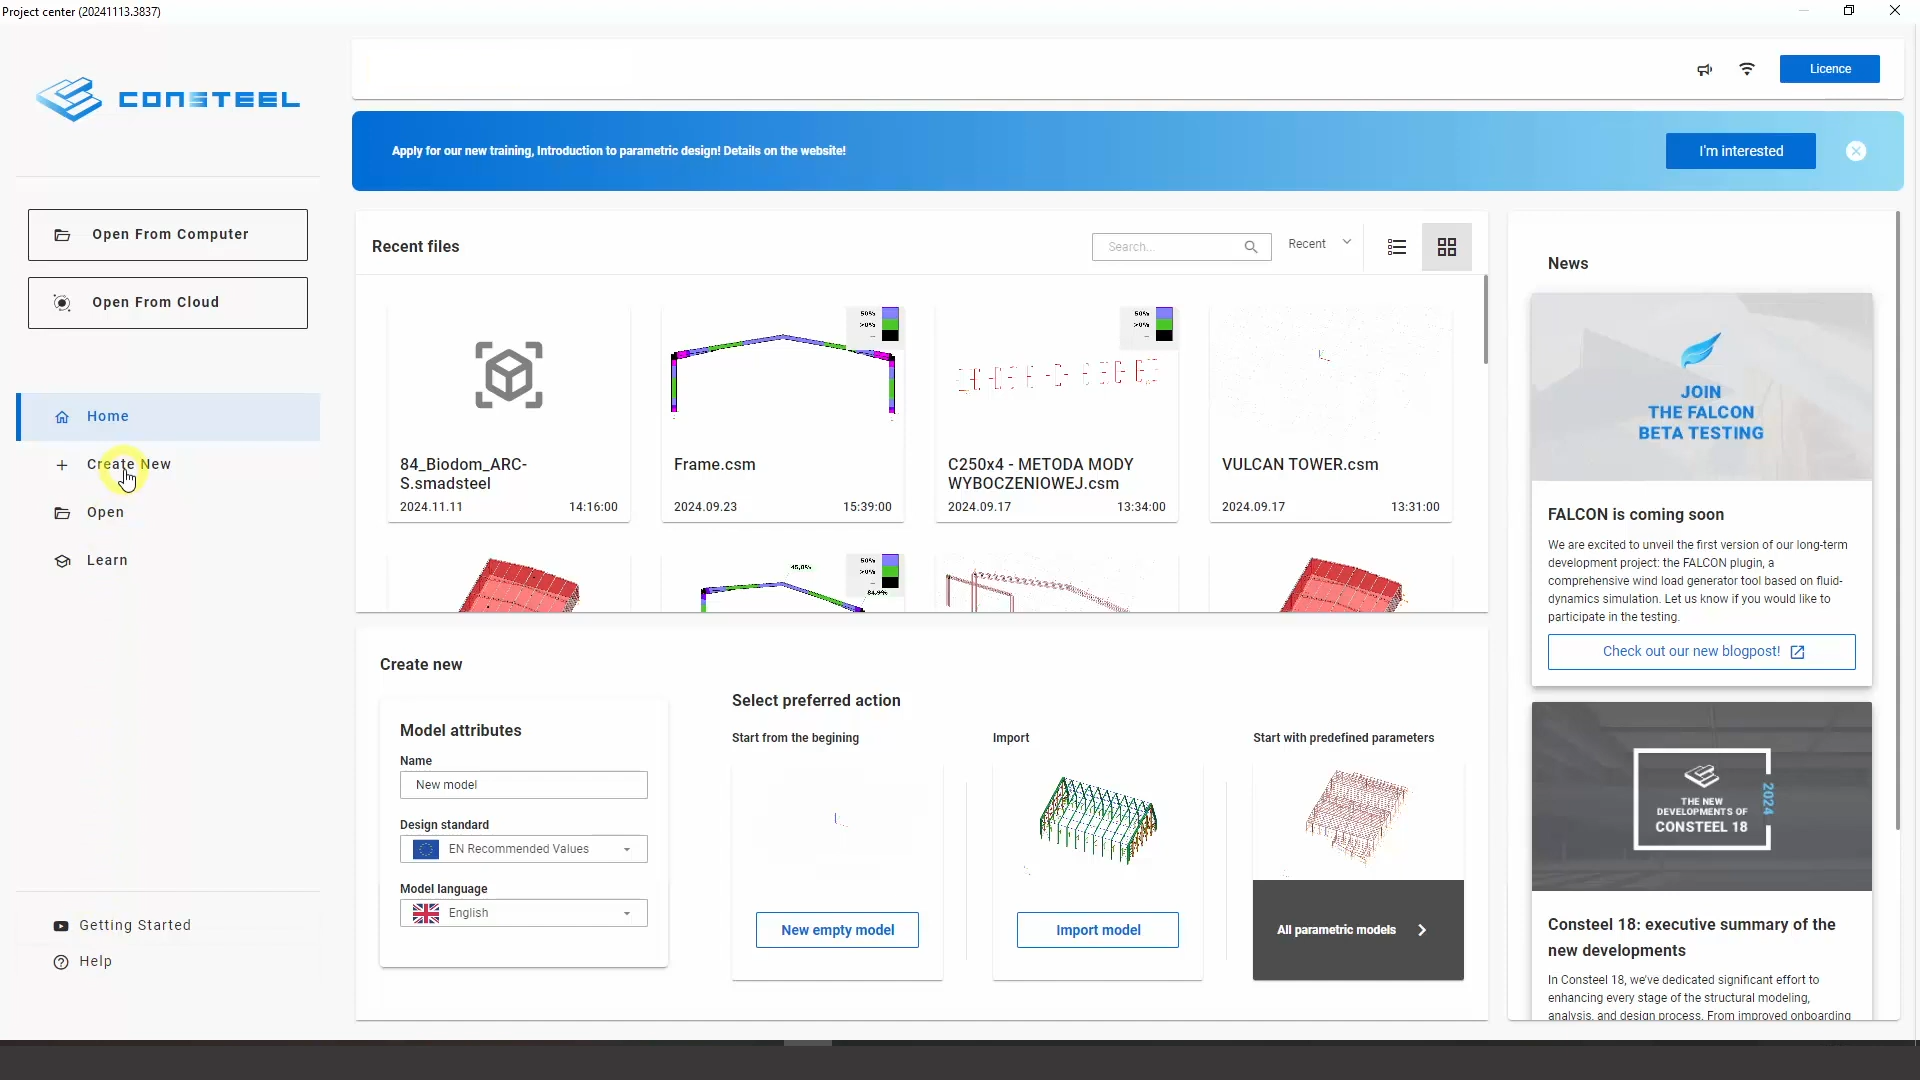 Project center (20241113.3837)
CONSTEEL
Licence
Apply for our new training, Introduction to parametric design! Details on the website!
I'm interested
Open From Computer
Open From Cloud
Home
Create New
Open
Learn
Getting Started
Help
Recent files
Search...
Recent
84_Biodom_ARC-
S.smadsteel
2024.11.11
14:16:00
50%
>0%
Frame.csm
2024.09.23
15:39:00
50%
>0%
C250x4 - METODA MODY
WYBOCZENIOWEJ.csm
2024.09.17
13:34:00
VULCAN TOWER.csm
2024.09.17
13:31:00
45,0%
50%
>0%
84,9%
Create new
Model attributes
Name
New model
Design standard
EN Recommended Values
Model language
English
Select preferred action
Start from the begining
New empty model
Import
Import model
Start with predefined parameters
All parametric models
News
JOIN
THE FALCON
BETA TESTING
FALCON is coming soon
We are excited to unveil the first version of our long-term
development project: the FALCON plugin, a
comprehensive wind load generator tool based on fluid-
dynamics simulation. Let us know if you would like to
participate in the testing.
Check out our new blogpost!
THE NEW
DEVELOPMENTS OF
CONSTEEL 18
2024
Consteel 18: executive summary of the
new developments
In Consteel 18, we've dedicated significant effort to
enhancing every stage of the structural modeling,
analysis, and design process. From improved onboarding